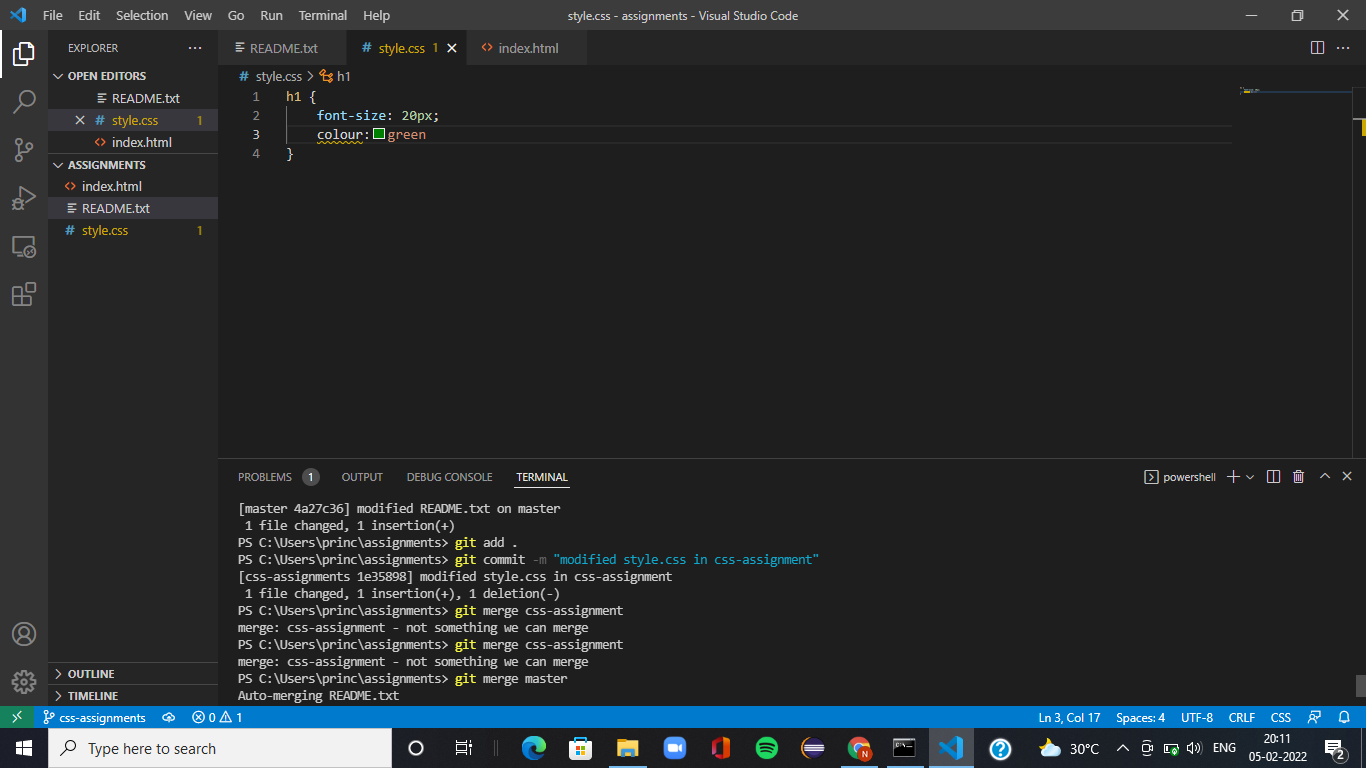 File Edit Selection View Go Run Terminal Help style.css - assignments - Visual Studio Code
EXPLORER
README.txt # style.css 1 index.html
OPEN EDITORS
README.txt
# style.css 1
index.html
ASSIGNMENTS
index.html
README.txt
# style.css 1
OUTLINE
TIMELINE
# style.css > h1
1 h1 {
2 font-size: 20px;
3 colour: green
4 }
PROBLEMS 1 OUTPUT DEBUG CONSOLE TERMINAL powershell
[master 4a27c36] modified README.txt on master
1 file changed, 1 insertion(+)
PS C:\Users\princ\assignments> git add .
PS C:\Users\princ\assignments> git commit -m "modified style.css in css-assignment"
[css-assignments 1e35898] modified style.css in css-assignment
1 file changed, 1 insertion(+), 1 deletion(-)
PS C:\Users\princ\assignments> git merge css-assignment
merge: css-assignment - not something we can merge
PS C:\Users\princ\assignments> git merge css-assignment
merge: css-assignment - not something we can merge
PS C:\Users\princ\assignments> git merge master
Auto-merging README.txt
css-assignments 0 1 Ln 3, Col 17 Spaces: 4 UTF-8 CRLF CSS
Type here to search N 30°C ENG 20:11
05-02-2022 2